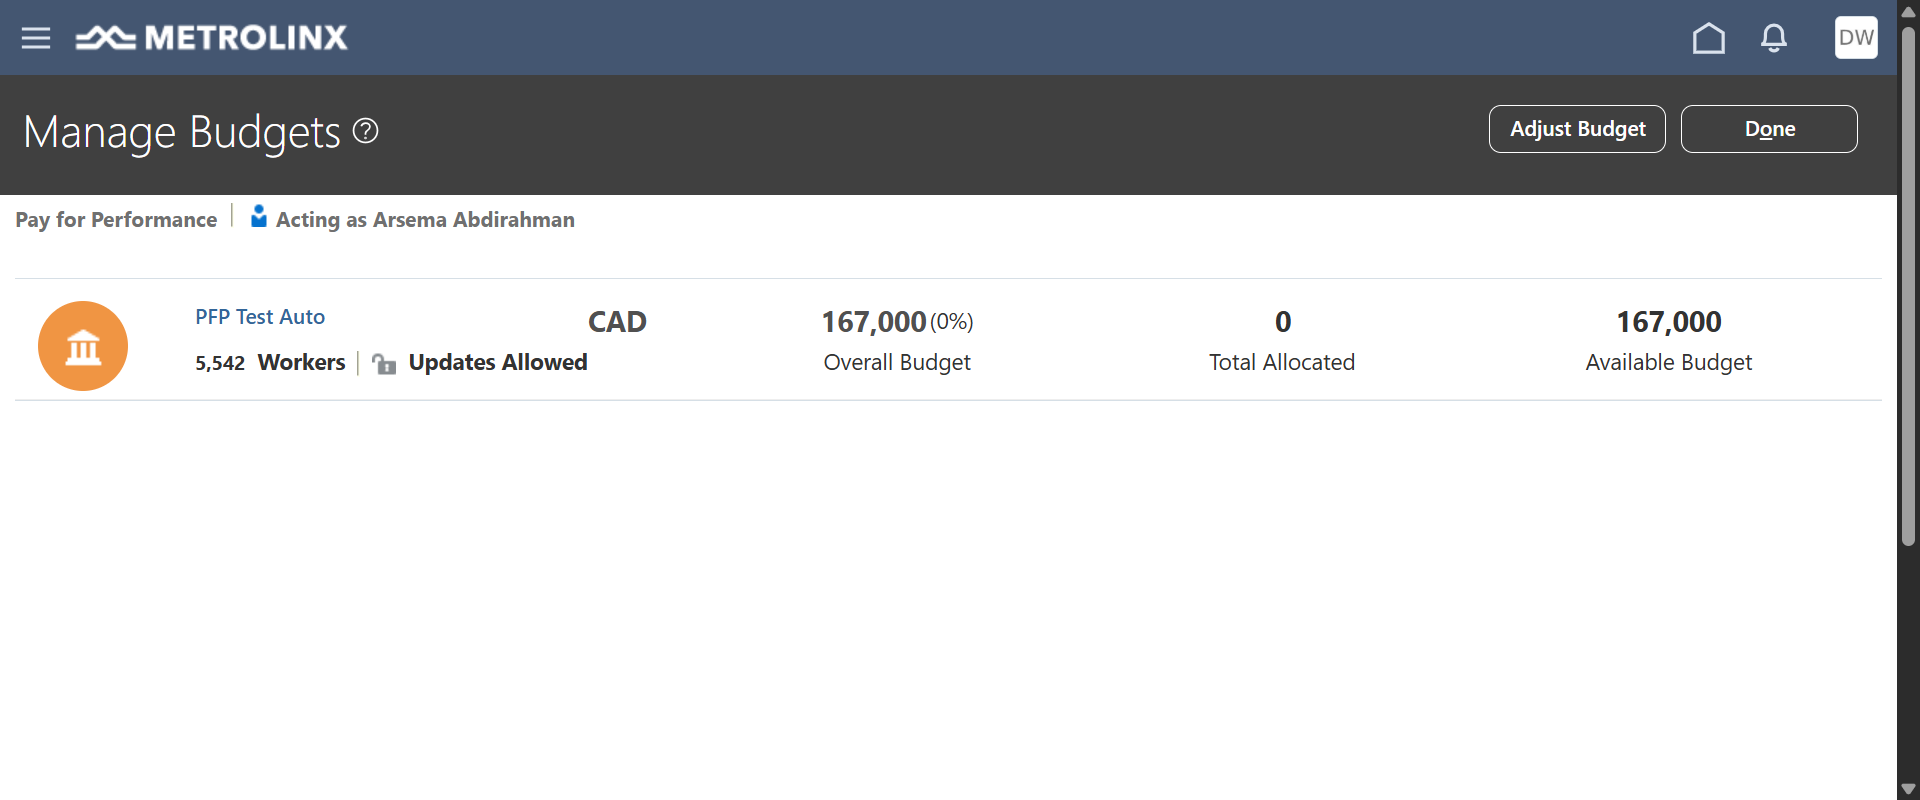 METROLINX
DW
Manage Budgets ?
Adjust Budget
Done
Pay for Performance
Acting as Arsema Abdirahman
PFP Test Auto
CAD
167,000 (0%)
0
167,000
5,542 Workers
Updates Allowed
Overall Budget
Total Allocated
Available Budget